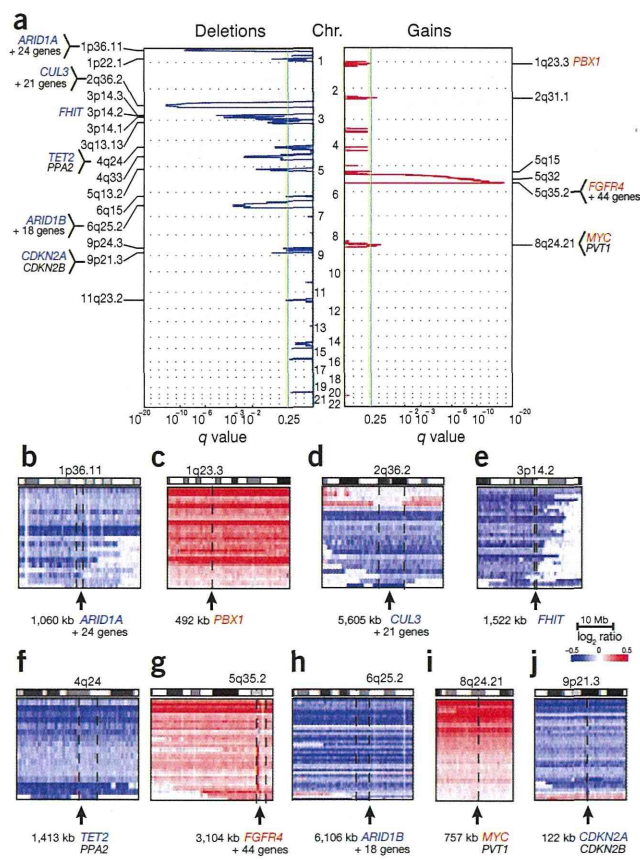 a
Deletions
Chr.
Gains
ARID1A
+ 24 genes
1p36.11
1p22.1
CUL3
+ 21 genes
2q36.2
3p14.3
FHIT
3p14.2
3p14.1
3q13.13
TET2
PPA2
4q24
4q33
5q13.2
6q15
ARID1B
+ 18 genes
6q25.2
9p24.3
CDKN2A
CDKN2B
9p21.3
11q23.2
1
2
3
4
5
6
7
8
9
10
11
12
13
14
15
16
17
18
19
20
21
22
1q23.3 PBX1
2q31.1
5q15
5q32
5q35.2
FGFR4
+ 44 genes
8q24.21
MYC
PVT1
10⁻²⁰ 10⁻¹⁰ 10⁻⁶ 10⁻³ 10⁻² 0.25
q value
0.25 10⁻² 10⁻³ 10⁻⁶ 10⁻¹⁰ 10⁻²⁰
q value
b
1p36.11
1,060 kb ARID1A
+ 24 genes
c
1q23.3
492 kb PBX1
d
2q36.2
5,605 kb CUL3
+ 21 genes
e
3p14.2
1,522 kb FHIT
10 Mb
log₂ ratio
−0.5 0 0.5
f
4q24
1,413 kb TET2
PPA2
g
5q35.2
3,104 kb FGFR4
+ 44 genes
h
6q25.2
6,106 kb ARID1B
+ 18 genes
i
8q24.21
757 kb MYC
PVT1
j
9p21.3
122 kb CDKN2A
CDKN2B